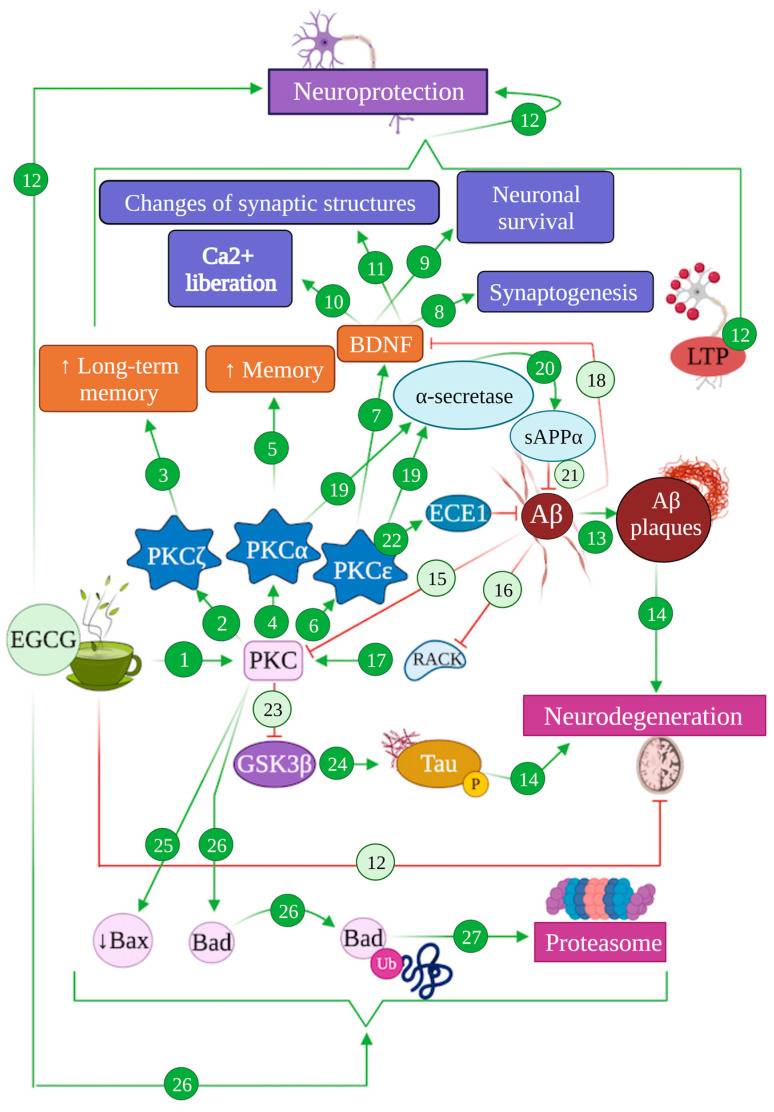 Neuroprotection
12
12
Changes of synaptic structures
Neuronal
survival
Ca2+
liberation
11
9
10
8
Synaptogenesis
12
LTP
BDNF
↑ Long-term
memory
↑ Memory
20
18
α-secretase
7
sAPPα
5
3
19
19
21
ECE1
Aβ
Aβ
plaques
13
22
PKCζ
PKCα
PKCε
15
16
14
2
4
6
EGCG
1
PKC
17
RACK
23
Neurodegeneration
GSK3β
24
Tau
P
14
25
26
12
26
↓Bax
Bad
Bad
Ub
27
Proteasome
26